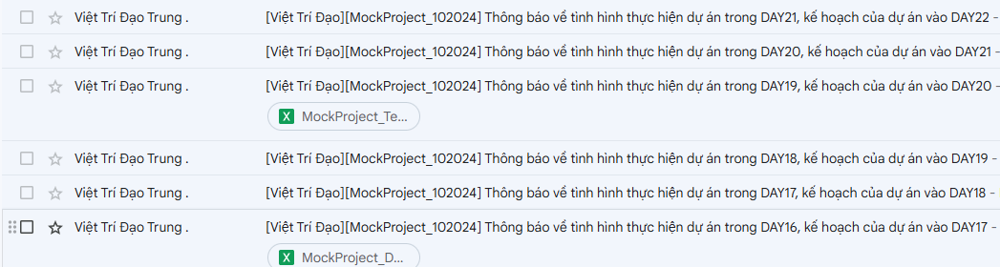 Việt Trí Đạo Trung . [Việt Trí Đạo][MockProject_102024] Thông báo về tình hình thực hiện dự án trong DAY21, kế hoạch của dự án vào DAY22 -
Việt Trí Đạo Trung . [Việt Trí Đạo][MockProject_102024] Thông báo về tình hình thực hiện dự án trong DAY20, kế hoạch của dự án vào DAY21 -
Việt Trí Đạo Trung . [Việt Trí Đạo][MockProject_102024] Thông báo về tình hình thực hiện dự án trong DAY19, kế hoạch của dự án vào DAY20 -
X MockProject_Te...
Việt Trí Đạo Trung . [Việt Trí Đạo][MockProject_102024] Thông báo về tình hình thực hiện dự án trong DAY18, kế hoạch của dự án vào DAY19 -
Việt Trí Đạo Trung . [Việt Trí Đạo][MockProject_102024] Thông báo về tình hình thực hiện dự án trong DAY17, kế hoạch của dự án vào DAY18 -
Việt Trí Đạo Trung . [Việt Trí Đạo][MockProject_102024] Thông báo về tình hình thực hiện dự án trong DAY16, kế hoạch của dự án vào DAY17 -
X MockProject_D...